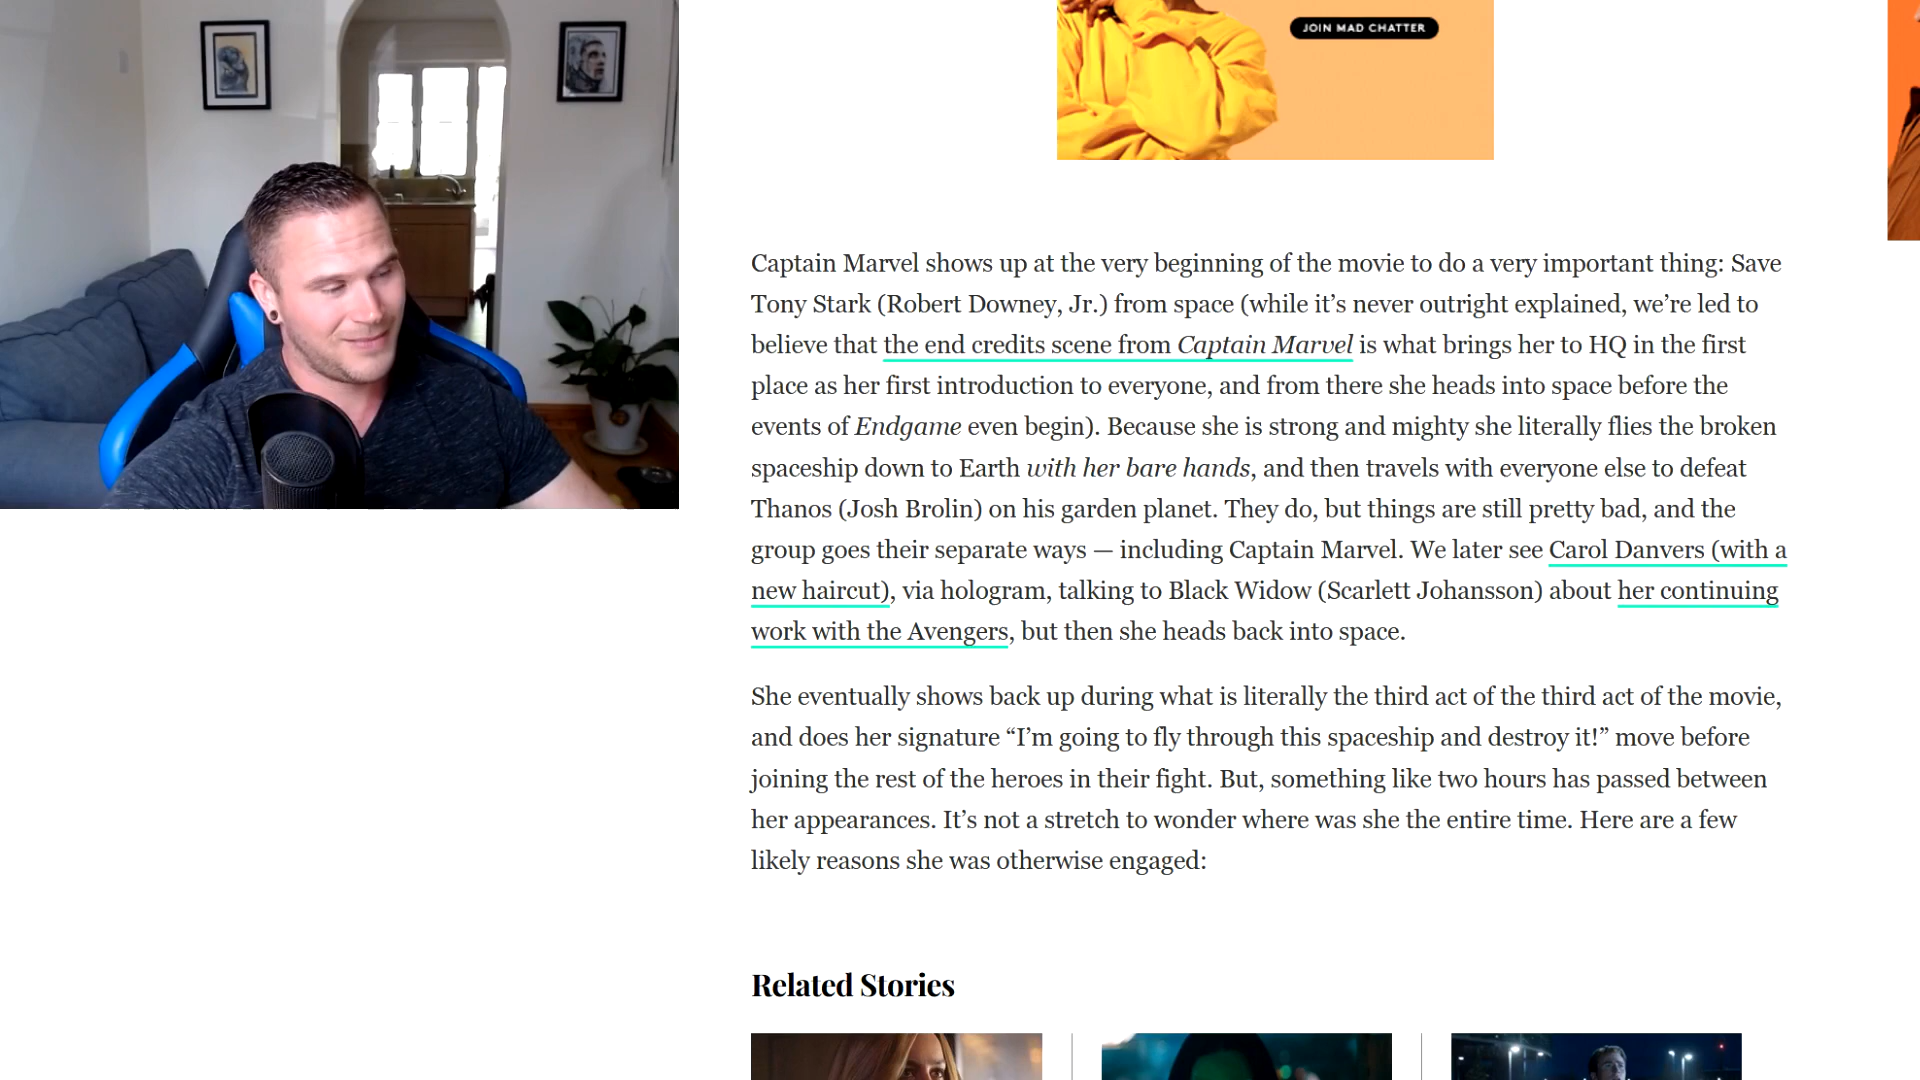 JOIN MAD CHATTER
Captain Marvel shows up at the very beginning of the movie to do a very important thing: Save
Tony Stark (Robert Downey, Jr.) from space (while it’s never outright explained, we’re led to
believe that the end credits scene from Captain Marvel is what brings her to HQ in the first
place as her first introduction to everyone, and from there she heads into space before the
events of Endgame even begin). Because she is strong and mighty she literally flies the broken
spaceship down to Earth with her bare hands, and then travels with everyone else to defeat
Thanos (Josh Brolin) on his garden planet. They do, but things are still pretty bad, and the
group goes their separate ways — including Captain Marvel. We later see Carol Danvers (with a
new haircut), via hologram, talking to Black Widow (Scarlett Johansson) about her continuing
work with the Avengers, but then she heads back into space.
She eventually shows back up during what is literally the third act of the third act of the movie,
and does her signature “I’m going to fly through this spaceship and destroy it!” move before
joining the rest of the heroes in their fight. But, something like two hours has passed between
her appearances. It’s not a stretch to wonder where was she the entire time. Here are a few
likely reasons she was otherwise engaged:
Related Stories